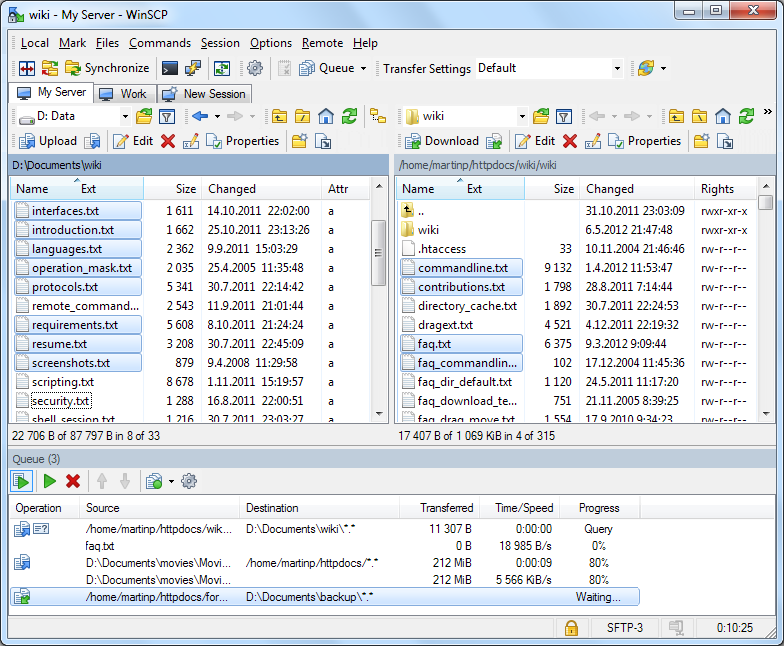 wiki - My Server - WinSCP
Local Mark Files Commands Session Options Remote Help
Synchronize Queue Transfer Settings Default
My Server Work New Session
D: Data wiki
Upload Edit Properties Download Edit Properties
D:\Documents\wiki /home/martinp/httpdocs/wiki/wiki
Name Ext Size Changed Attr Name Ext Size Changed Rights
interfaces.txt 1 611 14.10.2011 22:02:00 a .. 31.10.2011 23:03:09 rwxr-xr-x
introduction.txt 1 662 25.10.2011 23:13:26 a wiki 6.5.2012 21:47:48 rwxr-xr-x
languages.txt 2 362 9.9.2011 15:03:29 a .htaccess 33 10.11.2004 21:46:46 rw-r--r--
operation_mask.txt 2 035 25.4.2005 11:35:48 a commandline.txt 9 132 1.4.2012 11:53:47 rw-r--r--
protocols.txt 5 341 30.7.2011 22:14:42 a contributions.txt 1 798 28.8.2011 7:14:44 rw-r--r--
remote_command... 2 543 11.9.2011 21:01:44 a directory_cache.txt 1 892 30.7.2011 22:24:53 rw-r--r--
requirements.txt 5 608 8.10.2011 21:24:24 a dragext.txt 4 521 4.12.2011 22:19:32 rw-r--r--
resume.txt 3 208 30.7.2011 22:45:09 a faq.txt 6 375 9.3.2012 9:09:44 rw-r--r--
screenshots.txt 879 9.4.2008 11:29:58 a faq_commandlin... 102 17.12.2004 11:45:36 rw-r--r--
scripting.txt 8 678 1.11.2011 15:19:57 a faq_dir_default.txt 1 120 24.5.2011 11:17:20 rw-r--r--
security.txt 1 288 16.8.2011 22:00:51 a faq_download_te... 751 21.11.2005 8:39:25 rw-r--r--
shell_session.txt 1 216 30.7.2011 23:03:27 a faq_drag_move.txt 1 554 17.9.2010 9:34:23 rw-r--r--
22 706 B of 87 797 B in 8 of 33 17 407 B of 1 069 KiB in 4 of 315
Queue (3)
Operation Source Destination Transferred Time/Speed Progress
/home/martinp/httpdocs/wik... D:\Documents\wiki\*.* 11 307 B 0:00:00 Query
faq.txt 0 B 18 985 B/s 0%
D:\Documents\movies\Movi... /home/martinp/httpdocs/*.* 212 MiB 0:00:09 80%
D:\Documents\movies\Movi... 212 MiB 5 566 KiB/s 80%
/home/martinp/httpdocs/for... D:\Documents\backup\*.* Waiting...
SFTP-3 0:10:25